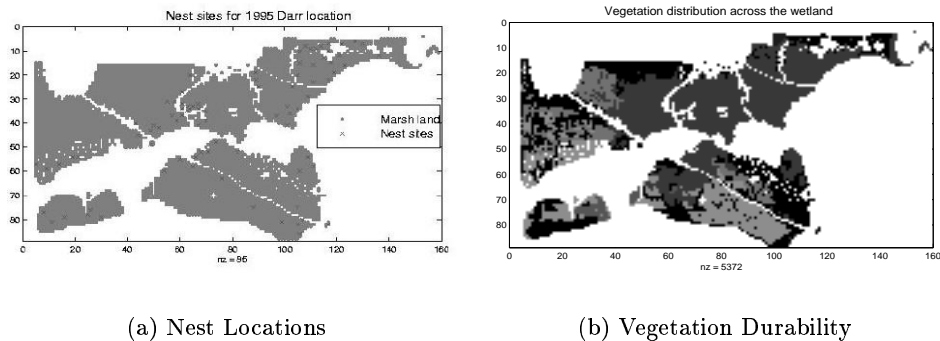 Nest sites for 1995 Darr location
0
10
20
30
40
50
60
70
80
0 20 40 60 80 100 120 140 160
nz = 95
Marsh land
Nest sites
Vegetation distribution across the wetland
0
10
20
30
40
50
60
70
80
0 20 40 60 80 100 120 140 160
nz = 5372
(a) Nest Locations
(b) Vegetation Durability